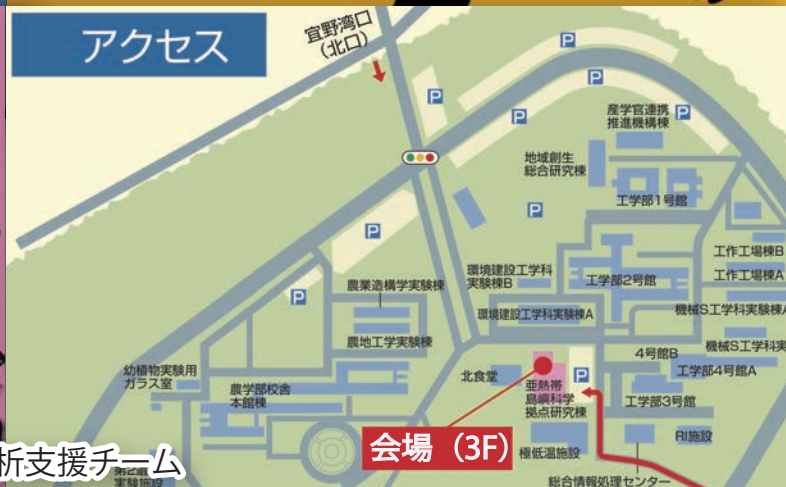 アクセス
宜野湾口
(北口)
産学官連携
推進機構棟
地域創生
総合研究棟
工学部1号館
工作工場棟B
工作工場棟A
環境建設工学科
実験棟B
工学部2号館
農業造構学実験棟
環境建設工学科実験棟A
機械S工学科実験棟A
農地工学実験棟
4号館B
機械S工学科実
工学部4号館A
幼植物実験用
ガラス室
農学部校舎
本館棟
北食堂
亜熱帯
島嶼科学
拠点研究棟
工学部3号館
会場(3F)
極低温施設
RI施設
析支援チーム
実験施設
総合情報処理センター
P
P
P
P
P
P
P
P
P